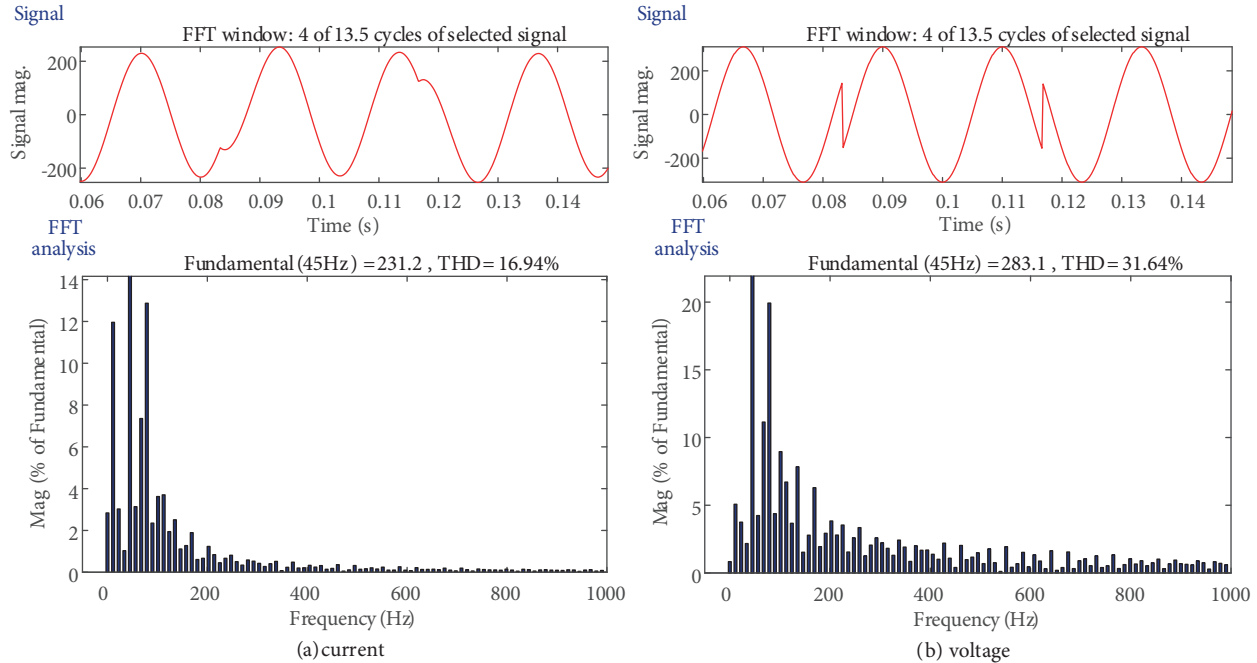 Signal
FFT window: 4 of 13.5 cycles of selected signal
Signal mag.
200
0
-200
0.06 0.07 0.08 0.09 0.1 0.11 0.12 0.13 0.14
Time (s)
FFT
analysis
Fundamental (45Hz) = 231.2 , THD = 16.94%
Mag (% of Fundamental)
14
12
10
8
6
4
2
0
0 200 400 600 800 1000
Frequency (Hz)
(a) current
Signal
FFT window: 4 of 13.5 cycles of selected signal
Signal mag.
200
0
-200
0.06 0.07 0.08 0.09 0.1 0.11 0.12 0.13 0.14
Time (s)
FFT
analysis
Fundamental (45Hz) = 283.1 , THD = 31.64%
Mag (% of Fundamental)
20
15
10
5
0
0 200 400 600 800 1000
Frequency (Hz)
(b) voltage